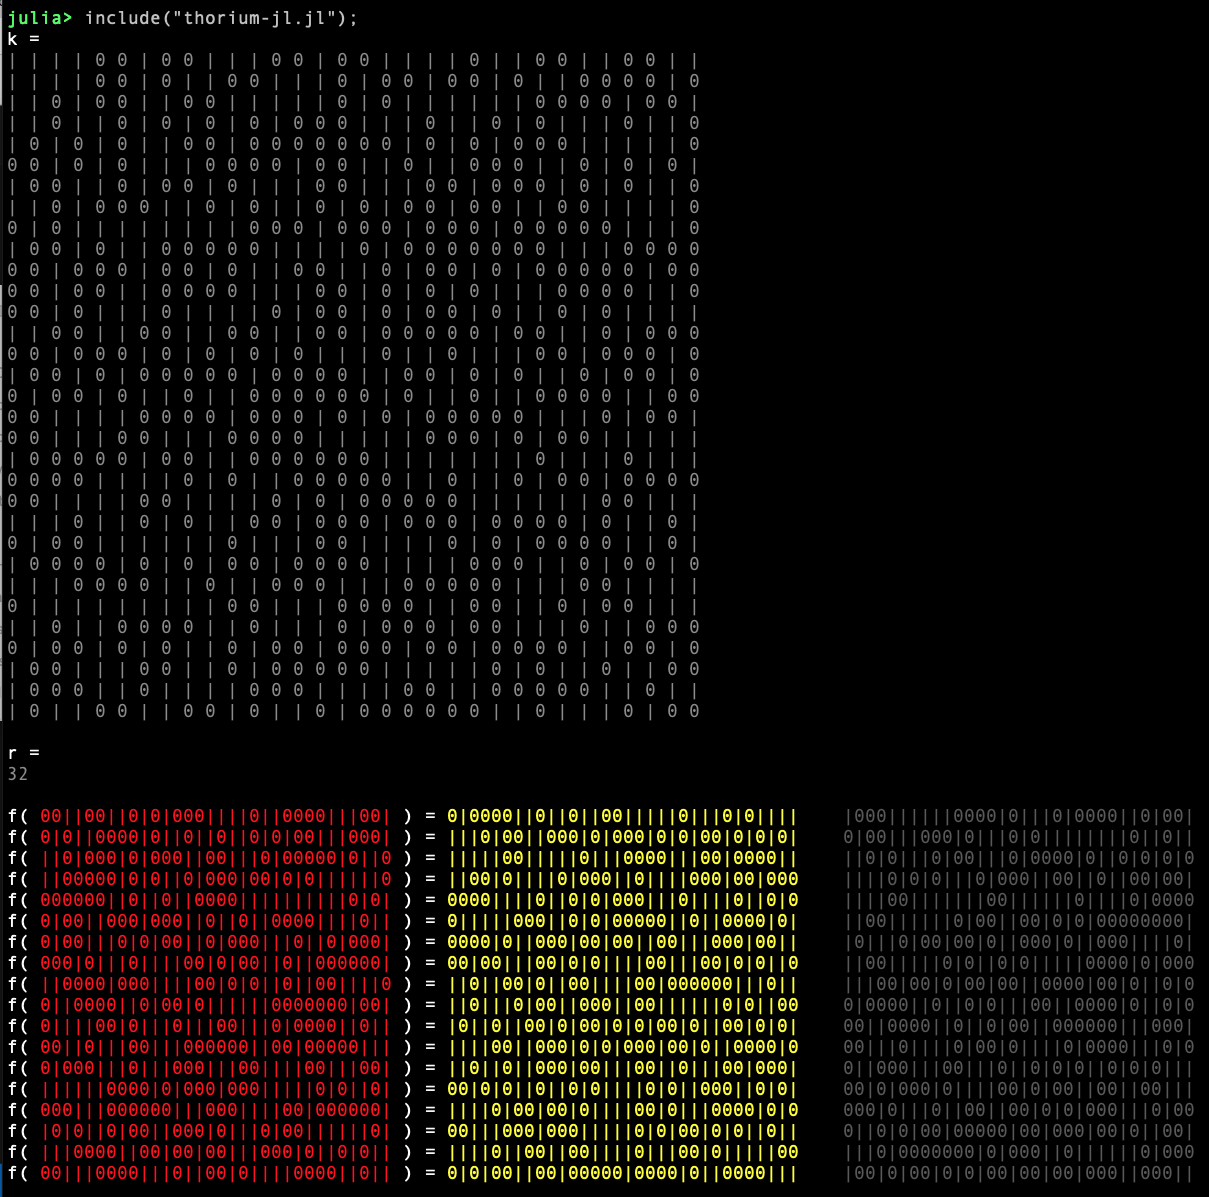 julia> include("thorium-jl.jl");
k =
| | | | 0 0 | 0 0 | | | 0 0 | 0 0 | | | | 0 | | 0 0 | | 0 0 | |
| | | | 0 0 | 0 | | 0 0 | | 0 | 0 0 | 0 0 | 0 | | 0 0 0 0 0 | 0
| | 0 | 0 0 | | 0 0 | | | | | 0 | 0 | | | | | | 0 0 0 0 | 0 0 |
| | 0 | | 0 | 0 | 0 | 0 | 0 0 0 | | | 0 | | 0 | 0 | | | 0 | | 0
| 0 | 0 | 0 | | 0 0 | 0 0 0 0 0 0 0 | 0 | 0 | 0 0 0 | | | | | 0
0 0 | 0 | 0 | | | 0 0 0 0 | | 0 0 | | 0 | | 0 0 0 | | 0 | 0 | 0 |
| 0 0 | | 0 | 0 0 | 0 | | | 0 0 | | | 0 0 | 0 0 0 | 0 | 0 | | 0
| | 0 | 0 0 0 | | 0 | 0 | | 0 | 0 | 0 0 | 0 0 | | 0 0 | | | | 0
0 | 0 | | | | | | | | 0 0 0 | 0 0 0 | 0 0 0 | | 0 0 0 | | 0 | 0
| 0 0 | 0 | | 0 0 0 0 0 | | | | 0 | 0 0 0 0 0 0 0 | | | 0 0 0 0
0 0 | 0 0 0 | 0 0 | 0 | | 0 0 | | 0 | 0 0 | 0 | 0 0 0 0 0 | 0 0
0 0 | 0 0 | | 0 0 0 0 | | | 0 0 | 0 | 0 | 0 | | | 0 0 0 0 | | 0
0 0 | 0 | | 0 | | | | 0 | 0 0 | 0 0 | 0 0 | 0 | | 0 | 0 | | | |
| | 0 0 | | 0 0 | | 0 0 | | 0 0 | 0 0 0 0 0 | | 0 0 | | | 0 0 0
0 0 | 0 0 0 | 0 | 0 | 0 | 0 | | | 0 | | 0 | | | 0 0 | 0 0 0 | 0
| 0 0 | 0 | 0 0 0 0 0 | 0 0 0 0 | | 0 0 | 0 | 0 | | 0 | 0 0 | 0
0 | 0 0 | 0 | | 0 | | 0 0 0 0 0 0 | 0 | | 0 0 | 0 | 0 0 0 0 | 0
0 0 | | | | 0 0 0 0 | 0 0 0 | 0 | 0 | 0 0 0 0 0 | | | | 0 | 0 0 |
0 0 | | | 0 0 | | | 0 0 0 0 | | | | | 0 0 0 | 0 | 0 0 | | | | |
| 0 0 0 0 0 | 0 0 | | 0 0 0 0 0 0 | | | | | | | 0 | | | 0 | | |
0 0 0 0 | | | | 0 | 0 | | 0 0 | 0 0 | | | 0 | | 0 | 0 | 0 0 0 0
0 0 | | | | 0 0 | | | | 0 | 0 | 0 0 0 0 0 | | | | | | 0 0 | |
| | | 0 | | 0 | 0 | | 0 0 | 0 0 | 0 0 0 0 | 0 0 0 0 | 0 | | 0 |
0 | | 0 | | | | | | 0 | | | 0 0 | | | | 0 | 0 | 0 0 0 0 | | 0 |
| 0 0 0 0 | 0 | 0 | 0 | 0 0 | 0 0 0 0 | | 0 0 | | 0 0 | 0 | | 0
| | | 0 0 0 0 | | 0 | | 0 0 0 | | | 0 0 0 0 | | | | 0 0 | | | |
0 | | | | | | | | | 0 0 | | | 0 0 0 0 | | 0 0 | | 0 | 0 0 | | |
| | 0 | | 0 0 0 0 | | 0 | | | 0 | 0 0 0 | 0 0 | | | | 0 | | 0 0 0
0 | 0 0 | 0 | | 0 | 0 | 0 0 0 | 0 0 | | 0 | 0 | | 0 | 0 | | | 0
| 0 0 | | | 0 0 | | 0 | 0 0 0 0 0 | | | | | 0 | 0 | | 0 | | 0 0
| 0 0 0 | | 0 | | | | 0 0 0 | | | | 0 0 | | 0 0 0 0 0 | | 0 | |
| 0 | | 0 0 | | 0 0 | 0 | | 0 | 0 0 0 0 0 0 | | 0 | | | 0 | 0 0
r =
32
f( 00||00||0|0|000||||0||0000|||00| ) = 0|0000||0||0||00|||||0|||0|0|||| |000||||||0000|0|||0|0000||0|00|
f( 0|0||0000|0||0||0|0|0|00|||000| ) = |||0|00||000|0|000|0|0|00|0|0|0| 0|00|||000|0|||0|0||||||||0||0||
f( ||0|000|0|000||00|||0|00000|0||0 ) = |||||00|||||0|||0000|||00|0000|| ||0|0|||0|00|||0|0000|0||0|0|0|0
f( ||00000|0|0||0|000|00|0|0||||||0 ) = ||00|0||||0|000||0||||000|00|000 ||||0|0|0|||0|000||00||0||00|00|
f( 000000||0||0||0000||||||||||0|0| ) = 0000||||0||0|0|000|||0||||0||0|0 ||||00|||||||00||||||0||||0|0000
f( 0|00||000|000||0||0||0000||||0|| ) = 0|||||000||0|0|00000||0||0000|0| ||00||||||0|00||00|0|0|00000000|
f( 0|00|||0|0|00||0|000|||0||0|000| ) = 0000|0||000|00|00||00|||000|00|| |0|||0|00|00|0||000|0||000||||0|
f( 000|0|||0||||00|0|00||0||000000| ) = 00|00|||00|0|0||||00|||00|0|0||0 ||00|||||0|0||0|0|||||0000|0|000
f( ||0000|000||||00|0|0||0||00||||0 ) = ||0||00|0||00||||00|000000|||0|| |||00|00|0|00|0||00|0000|00||0|0
f( 0||0000||0|00|0||||||0000000|00| ) = ||0|||0|00||000||00||||||0|0||00 0|0000||0||0|0|||00||0000|0||0|0
f( 0||||00|0|||0|||00|||0|0000||0|| ) = |0||0||00|0|00|0|0|00|0||00|0|0| 00||0000||0||0|00||000000|||000|
f( 00||0|||00|||000000||00|00000||| ) = ||||00||000|0|0|000|00|0||0000|0 00|||0||||0|00|0|||0|0000||||0|0
f( 0|000|||0|||000|||00||||00|||00| ) = ||0||0||000|00|||00||0|||00|000| 0||000|||00|||0|0||0||||0|0|0|||
f( ||||||0000|0|000|000|||||0|0||0| ) = 00|0|0||0||0|0||||0|0||000||0|0| 00|0|000|0||||00|0|00||00||00|||
f( 000|||000000|||000||||00|000000| ) = ||||0|00|00|0||||00|0|||0000|0|0 000|0|||0||00||00|0|0|000|||0|00
f( |0|0||0|00||000|0|||0|00||||||0| ) = 00|||000|000|||||0|0|00|0|0||0|| 0||0|0|00|00000|00|000|0|0||00|
f( |||0000||00|00|00|||000|0||0|0|| ) = ||||0||00||00||||0|||00|0|||||00 |||0|0000000|0|000||0||||||0|000
f( 00|||0000|||0||00|0||||0000||0|| ) = 0|0|00||00|00000|0000|0||0000||| |00|0|00|0|0|00|00|00|000||000||